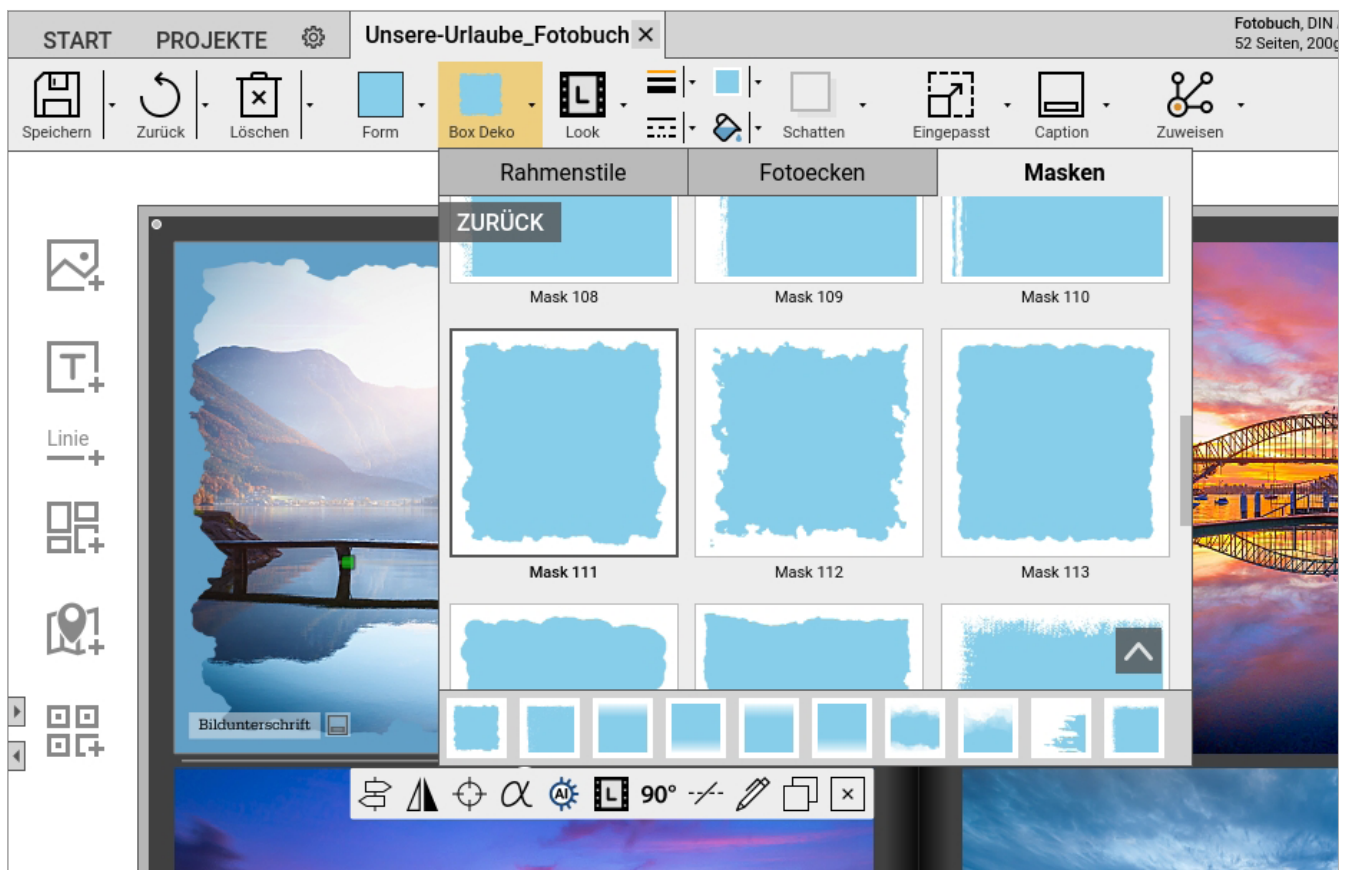 START PROJEKTE Unsere-Urlaube_Fotobuch
Fotobuch, DIN
52 Seiten, 200g
Speichern Zurück Löschen Form Box Deko L Look Schatten Eingepasst Caption Zuweisen
Rahmenstile Fotoecken Masken
ZURÜCK
Mask 108 Mask 109 Mask 110
T
Linie
Mask 111 Mask 112 Mask 113
Bildunterschrift
α AI L 90°